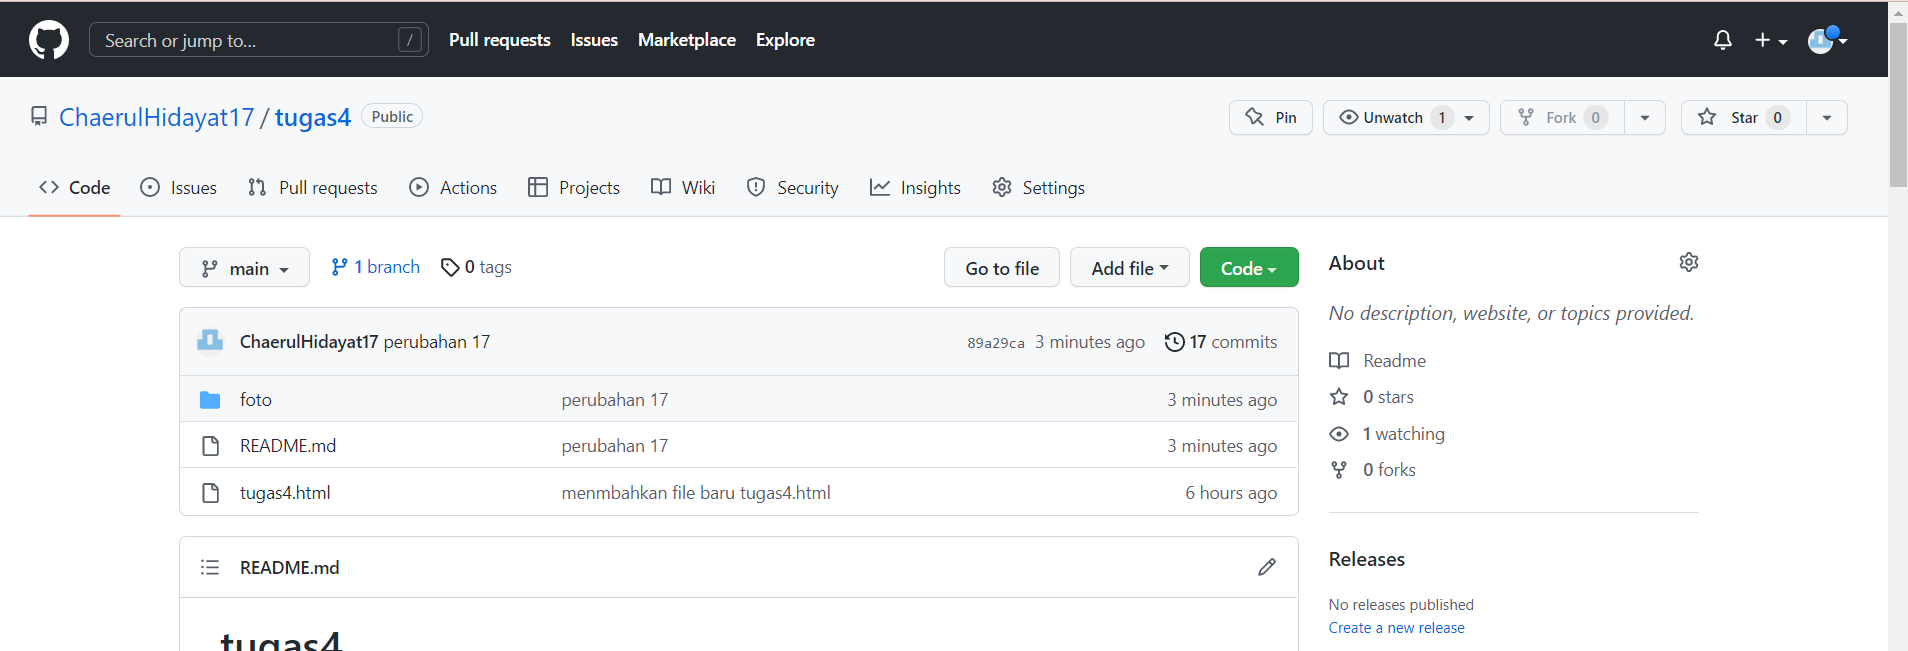 Search or jump to... / Pull requests Issues Marketplace Explore
ChaerulHidayat17 / tugas4 Public Pin Unwatch 1 Fork 0 Star 0
Code Issues Pull requests Actions Projects Wiki Security Insights Settings
main 1 branch 0 tags Go to file Add file Code
ChaerulHidayat17 perubahan 17 89a29ca 3 minutes ago 17 commits
foto perubahan 17 3 minutes ago
README.md perubahan 17 3 minutes ago
tugas4.html menmbahkan file baru tugas4.html 6 hours ago
README.md
tugas4
About
No description, website, or topics provided.
Readme
0 stars
1 watching
0 forks
Releases
No releases published
Create a new release